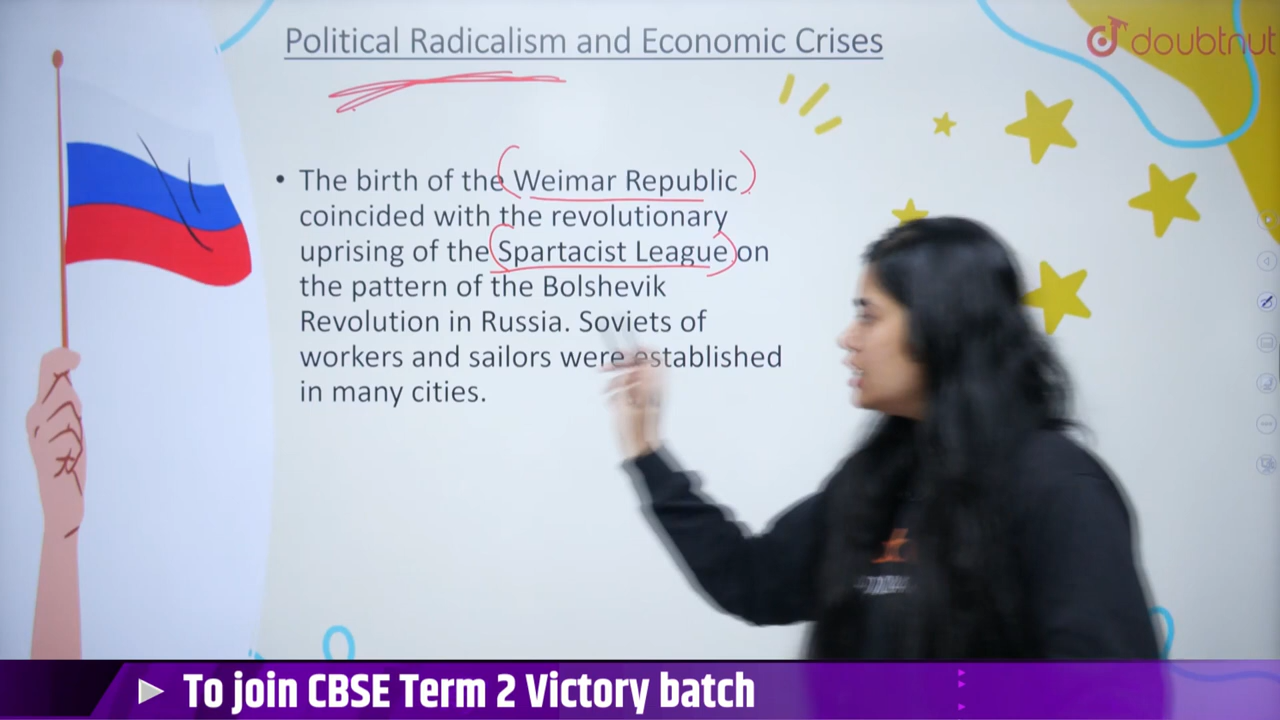 Political Radicalism and Economic Crises
doubtnut
• The birth of the Weimar Republic
coincided with the revolutionary
uprising of the Spartacist League on
the pattern of the Bolshevik
Revolution in Russia. Soviets of
workers and sailors were established
in many cities.
To join CBSE Term 2 Victory batch